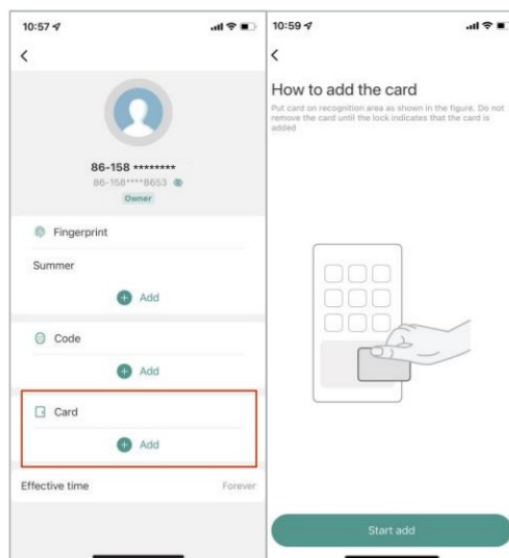 10:57
86-158 ********
86-158****8653
Owner
Fingerprint
Summer
Add
Code
Add
Card
Add
Effective time
Forever
10:59
How to add the card
Put card on recognition area as shown in the figure. Do not
remove the card until the lock indicates that the card is
added
Start add